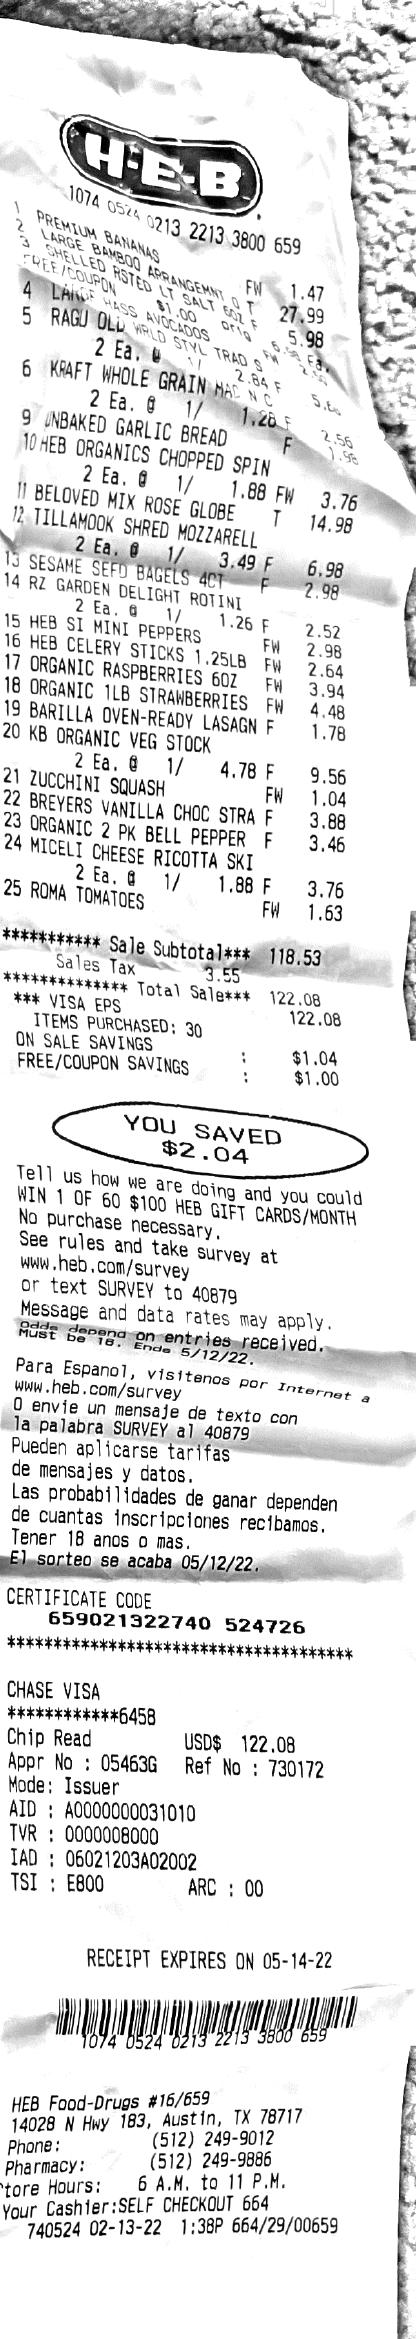 H-E-B
1074 0524 0213 2213 3800 659
1 PREMIUM BANANAS FW 1.47
2 LARGE BAMBOO ARRANGEMNT Q T 27.99
3 SHELLED RSTED LT SALT 6OZ F 5.98
FREE/COUPON $1.00 Orig 6.98 Ea.
4 LARGE HASS AVOCADOS FW
5 RAGU OLD WRLD STYL TRAD S
2 Ea. @ 1/ 2.84 F
6 KRAFT WHOLE GRAIN MAC N C
2 Ea. @ 1/ 1.28 F 2.56
9 UNBAKED GARLIC BREAD F 1.98
10 HEB ORGANICS CHOPPED SPIN
2 Ea. @ 1/ 1.88 FW 3.76
11 BELOVED MIX ROSE GLOBE T 14.98
12 TILLAMOOK SHRED MOZZARELL
2 Ea. @ 1/ 3.49 F 6.98
13 SESAME SEED BAGELS 4CT F 2.98
14 RZ GARDEN DELIGHT ROTINI
2 Ea. @ 1/ 1.26 F 2.52
15 HEB SI MINI PEPPERS FW 2.98
16 HEB CELERY STICKS 1.25LB FW 2.64
17 ORGANIC RASPBERRIES 6OZ FW 3.94
18 ORGANIC 1LB STRAWBERRIES FW 4.48
19 BARILLA OVEN-READY LASAGN F 1.78
20 KB ORGANIC VEG STOCK
2 Ea. @ 1/ 4.78 F 9.56
21 ZUCCHINI SQUASH FW 1.04
22 BREYERS VANILLA CHOC STRA F 3.88
23 ORGANIC 2 PK BELL PEPPER F 3.46
24 MICELI CHEESE RICOTTA SKI
2 Ea. @ 1/ 1.88 F 3.76
25 ROMA TOMATOES FW 1.63
*********** Sale Subtotal*** 118.53
Sales Tax 3.55
************** Total Sale*** 122.08
*** VISA EPS 122.08
ITEMS PURCHASED: 30
ON SALE SAVINGS : $1.04
FREE/COUPON SAVINGS : $1.00
YOU SAVED
$2.04
Tell us how we are doing and you could
WIN 1 OF 60 $100 HEB GIFT CARDS/MONTH
No purchase necessary.
See rules and take survey at
www.heb.com/survey
or text SURVEY to 40879
Message and data rates may apply.
Odds depend on entries received.
Must be 18. Ends 5/12/22.
Para Espanol, visitenos por Internet a
www.heb.com/survey
O envie un mensaje de texto con
la palabra SURVEY al 40879
Pueden aplicarse tarifas
de mensajes y datos.
Las probabilidades de ganar dependen
de cuantas inscripciones recibamos.
Tener 18 anos o mas.
El sorteo se acaba 05/12/22.
CERTIFICATE CODE
659021322740 524726
*************************************
CHASE VISA
************6458
Chip Read USD$ 122.08
Appr No : 05463G Ref No : 730172
Mode: Issuer
AID : A0000000031010
TVR : 0000008000
IAD : 06021203A02002
TSI : E800 ARC : 00
RECEIPT EXPIRES ON 05-14-22
1074 0524 0213 2213 3800 659
HEB Food-Drugs #16/659
14028 N Hwy 183, Austin, TX 78717
Phone: (512) 249-9012
Pharmacy: (512) 249-9886
tore Hours: 6 A.M. to 11 P.M.
Your Cashier:SELF CHECKOUT 664
740524 02-13-22 1:38P 664/29/00659